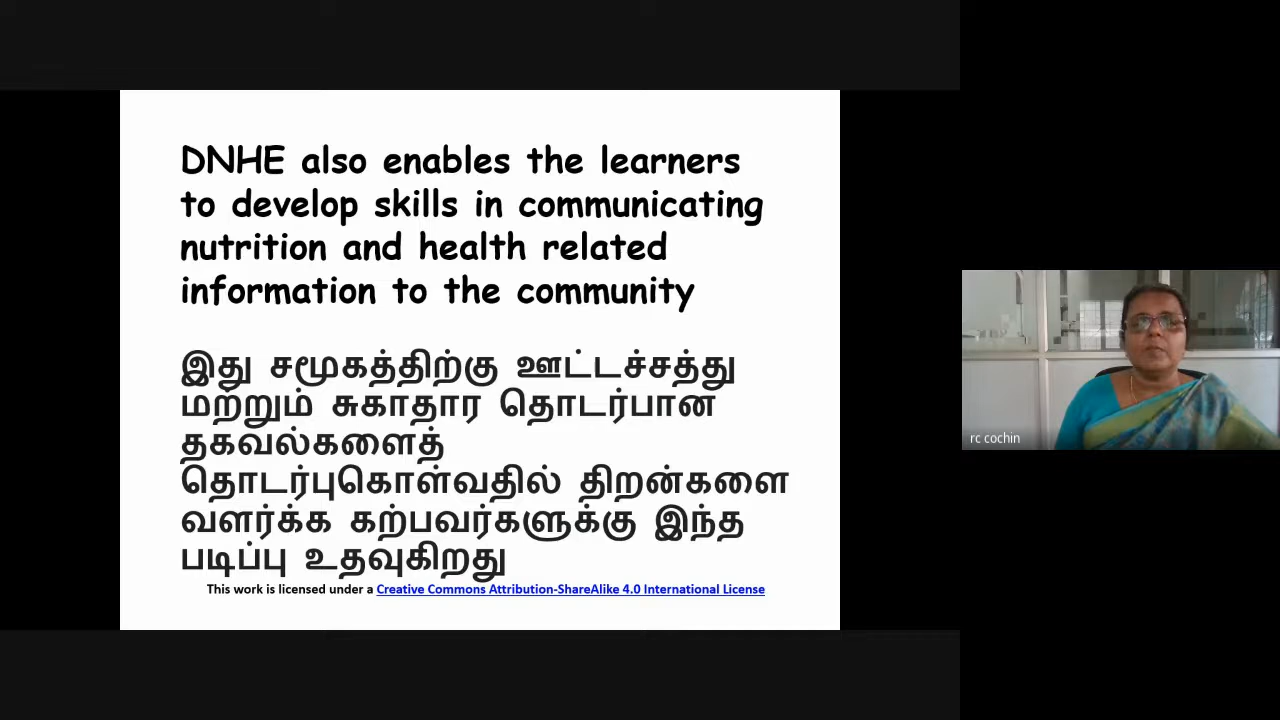 DNHE also enables the learners
to develop skills in communicating
nutrition and health related
information to the community
இது சமூகத்திற்கு ஊட்டச்சத்து
மற்றும் சுகாதார தொடர்பான
தகவல்களைத்
தொடர்புகொள்வதில் திறன்களை
வளர்க்க கற்பவர்களுக்கு இந்த
படிப்பு உதவுகிறது
This work is licensed under a Creative Commons Attribution-ShareAlike 4.0 International License
rc cochin